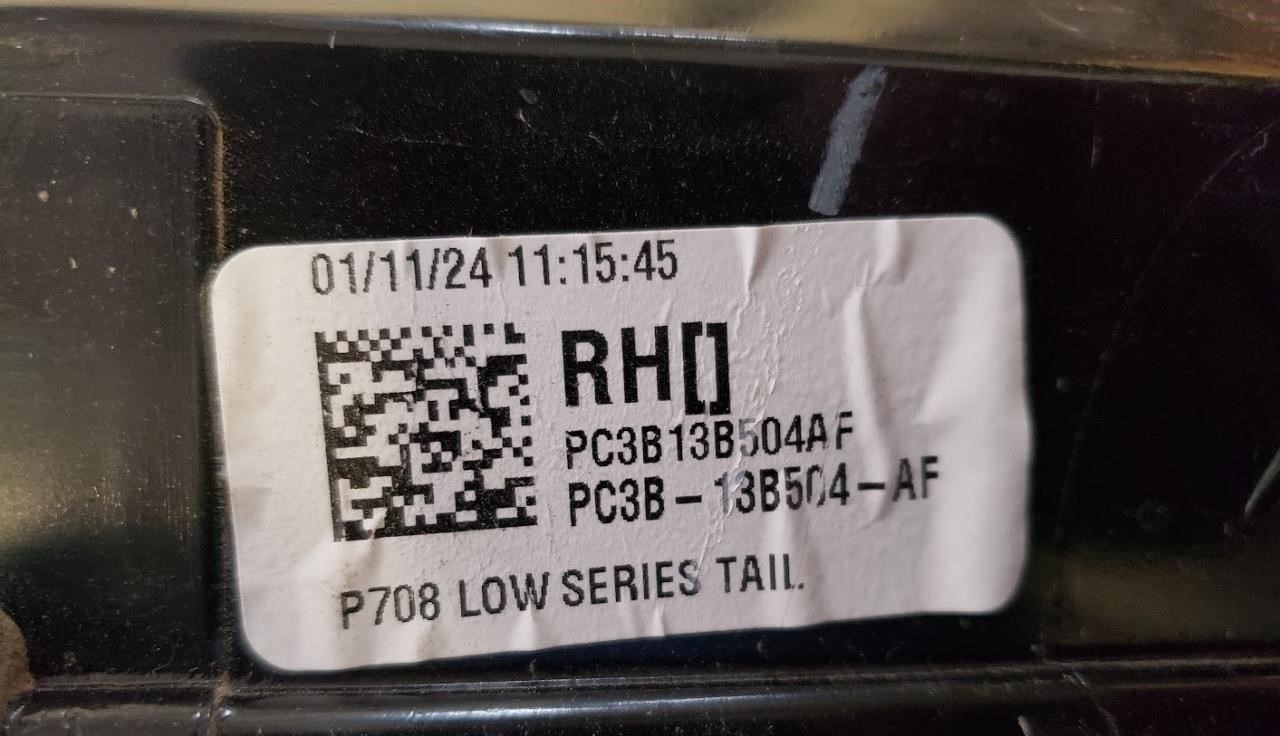 01/11/24 11:15:45
RH[]
PC3B13B504AF
PC3B-13B504-AF
P708 LOW SERIES TAIL.